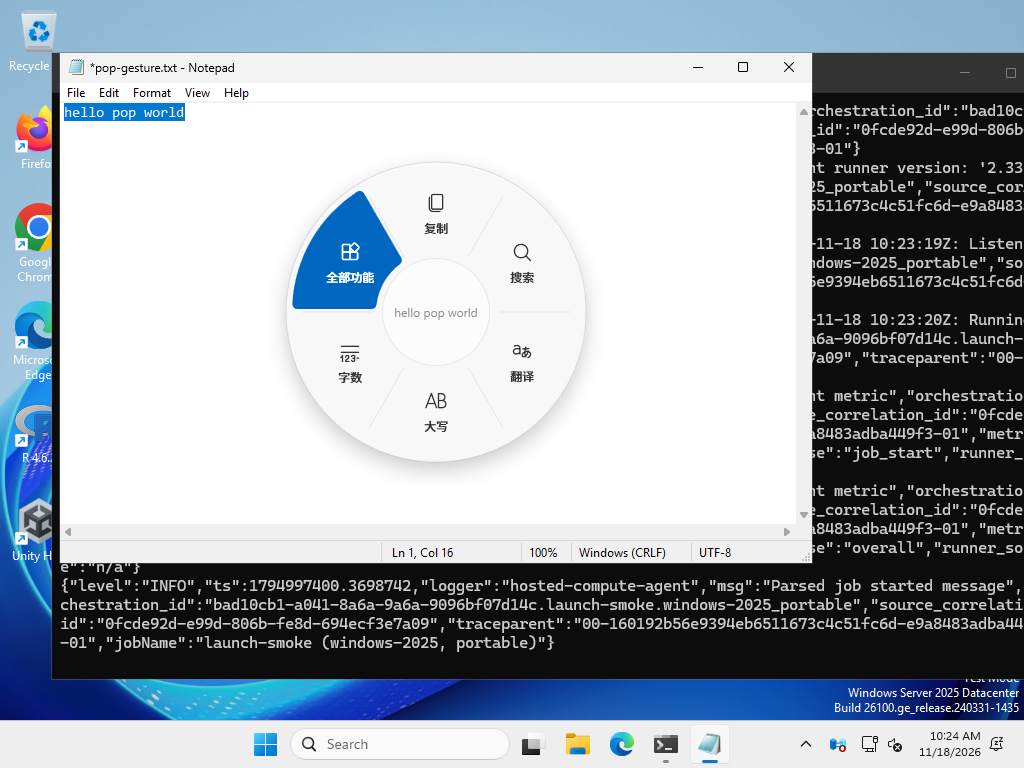 Recycle
Firefo
Googl
Chrom
Micros
Edge
R 4.6.
Unity H
*pop-gesture.txt - Notepad
File Edit Format View Help
hello pop world
复制
搜索
翻译
大写
字数
全部功能
hello pop world
Ln 1, Col 16 100% Windows (CRLF) UTF-8
rchestration_id":"bad10c
_id":"0fcde92d-e99d-806b
3-01"}
nt runner version: '2.33
25_portable","source_cor
6511673c4c51fc6d-e9a8483
-11-18 10:23:19Z: Listen
ndows-2025_portable","so
6e9394eb6511673c4c51fc6d
-11-18 10:23:20Z: Runnin
a6a-9096bf07d14c.launch-
7a09","traceparent":"00-
nt metric","orchestratio
e_correlation_id":"0fcde
a8483adba449f3-01","metr
se":"job_start","runner_
nt metric","orchestratio
e_correlation_id":"0fcde
a8483adba449f3-01","metr
se":"overall","runner_so
e":"n/a"}
{"level":"INFO","ts":1794997400.3698742,"logger":"hosted-compute-agent","msg":"Parsed job started message",
chestration_id":"bad10cb1-a041-8a6a-9a6a-9096bf07d14c.launch-smoke.windows-2025_portable","source_correlati
id":"0fcde92d-e99d-806b-fe8d-694ecf3e7a09","traceparent":"00-160192b56e9394eb6511673c4c51fc6d-e9a8483adba44
-01","jobName":"launch-smoke (windows-2025, portable)"}
Test Mode
Windows Server 2025 Datacenter
Build 26100.ge_release.240331-1435
Search
10:24 AM
11/18/2026